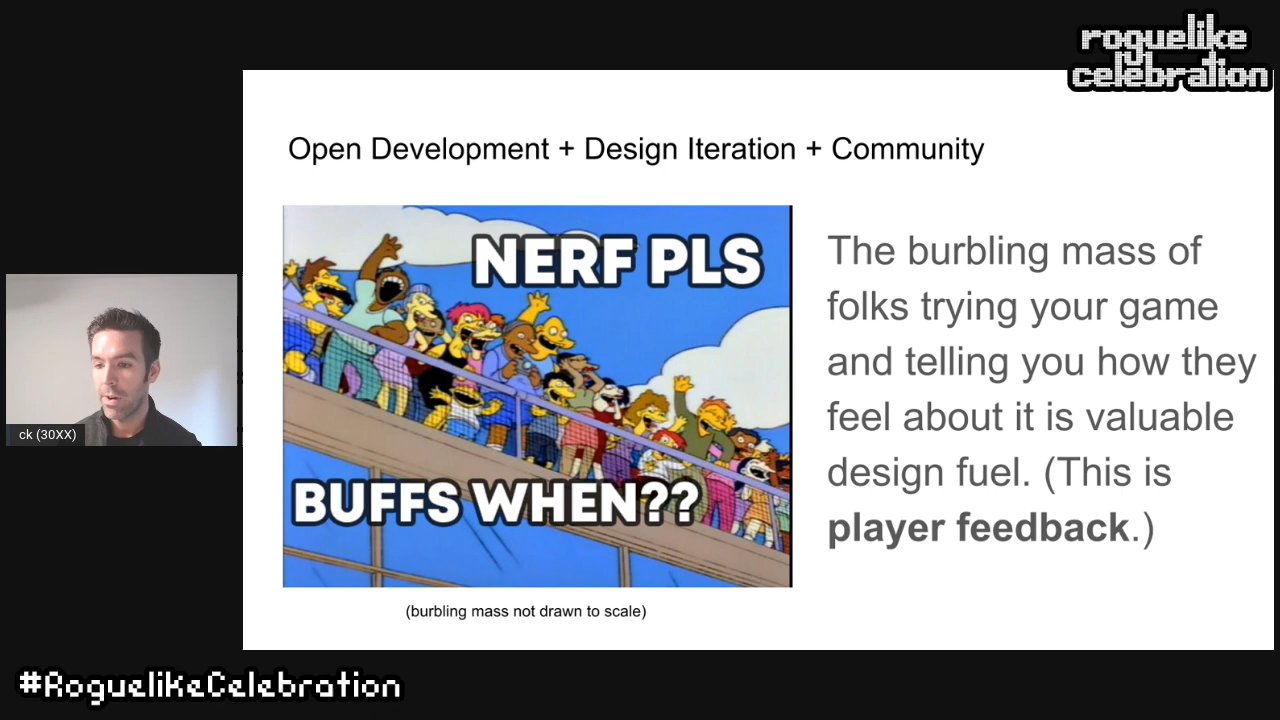 roguelike
celebration
Open Development + Design Iteration + Community
NERF PLS
BUFFS WHEN??
(burbling mass not drawn to scale)
The burbling mass of
folks trying your game
and telling you how they
feel about it is valuable
design fuel. (This is
player feedback.)
ck (30XX)
#RoguelikeCelebration